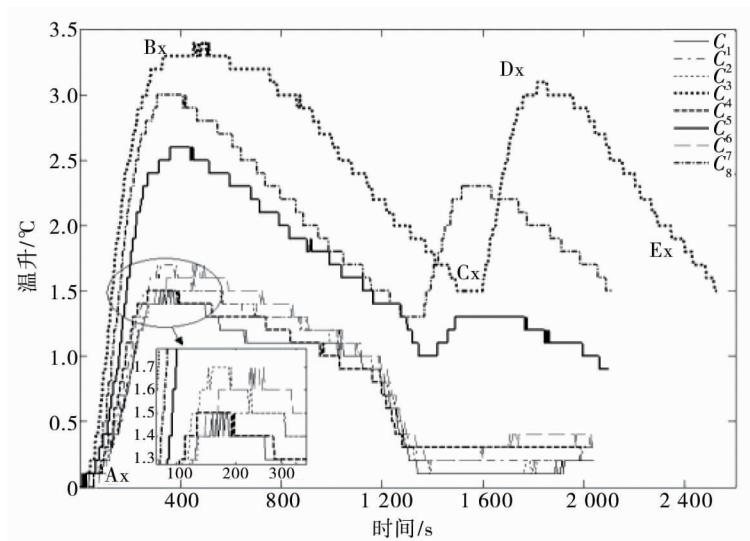 3.5
3.0
2.5
2.0
1.5
1.0
0.5
0
温升/℃
Bx
Dx
Cx
Ex
Ax
C1
C2
C3
C4
C5
C6
C7
C8
1.7
1.6
1.5
1.4
1.3
100 200 300
400 800 1 200 1 600 2 000 2 400
时间/s